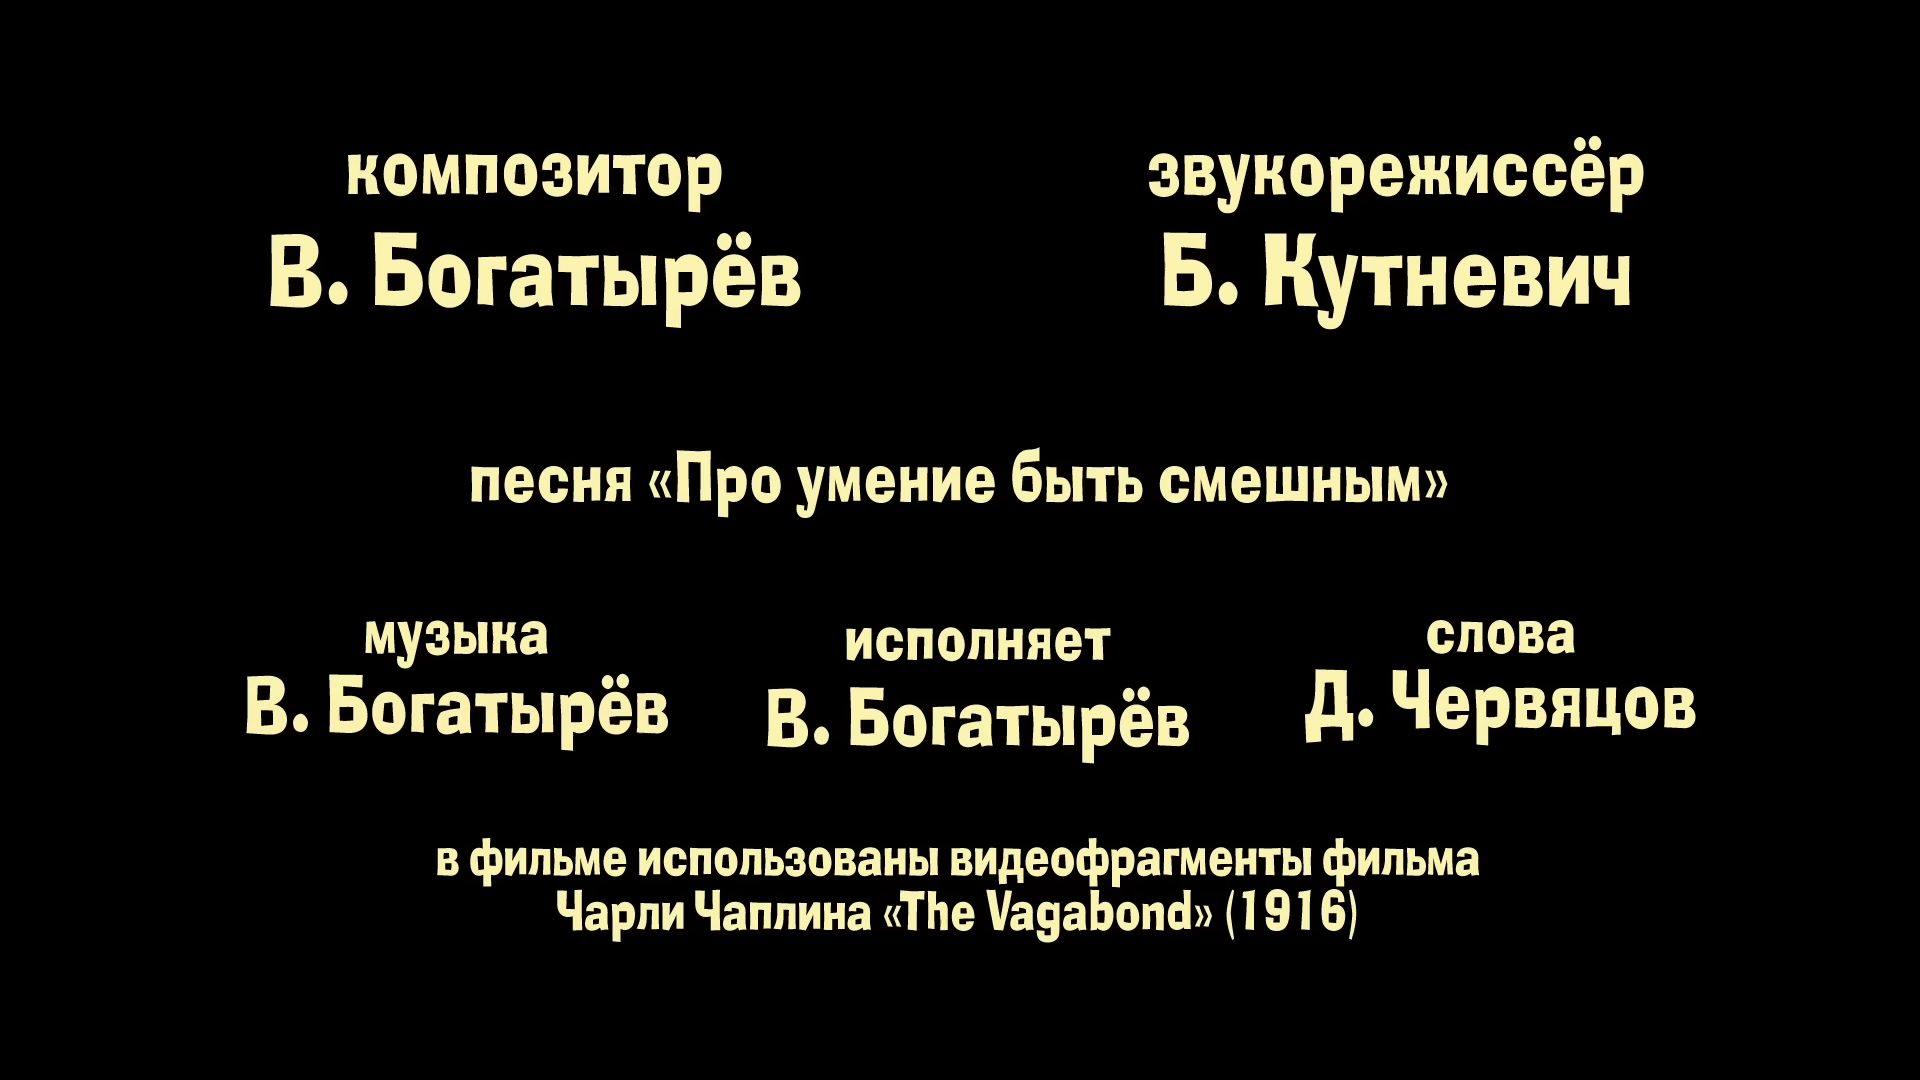 композитор
звукорежиссёр
В. Богатырёв
Б. Кутневич
песня «Про умение быть смешным»
музыка
исполняет
слова
В. Богатырёв
В. Богатырёв
Д. Червяцов
в фильме использованы видеофрагменты фильма
Чарли Чаплина «The Vagabond» (1916)